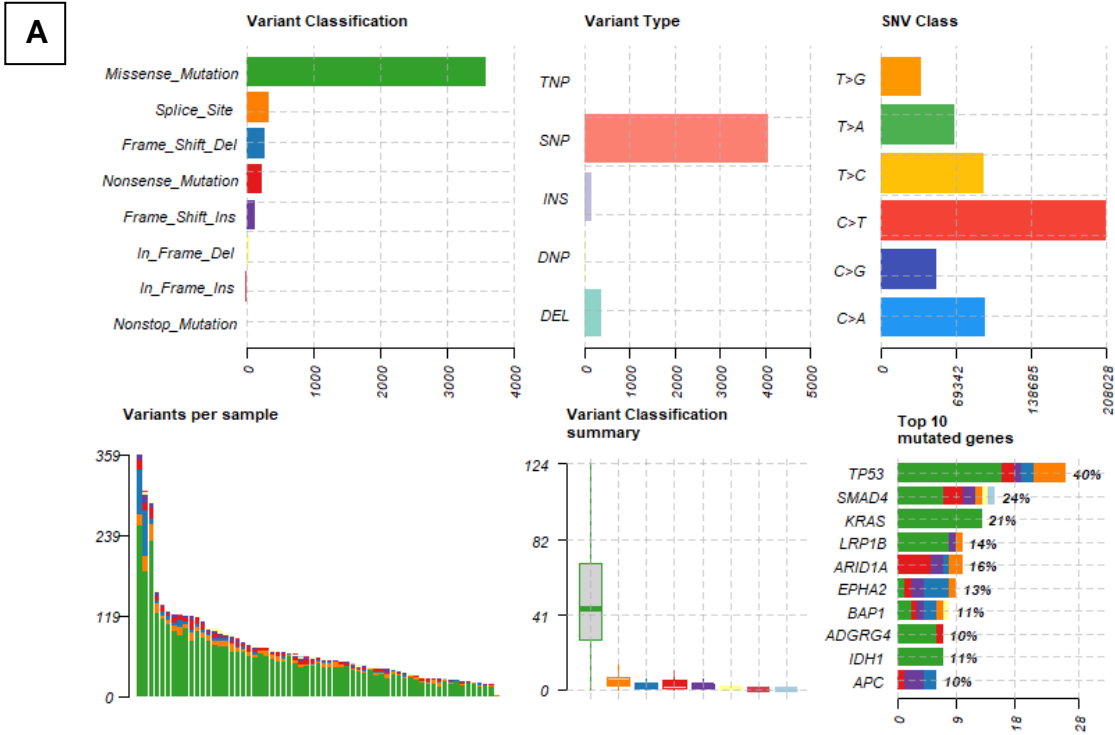 A
Variant Classification
Missense_Mutation
Splice_Site
Frame_Shift_Del
Nonsense_Mutation
Frame_Shift_Ins
In_Frame_Del
In_Frame_Ins
Nonstop_Mutation
0
1000
2000
3000
4000
Variant Type
TNP
SNP
INS
DNP
DEL
0
1000
2000
3000
4000
5000
SNV Class
T>G
T>A
T>C
C>T
C>G
C>A
0
69342
138685
208028
Variants per sample
359
239
119
0
Variant Classification
summary
124
82
41
0
Top 10
mutated genes
TP53 40%
SMAD4 24%
KRAS 21%
LRP1B 14%
ARID1A 16%
EPHA2 13%
BAP1 11%
ADGRG4 10%
IDH1 11%
APC 10%
0
9
18
28